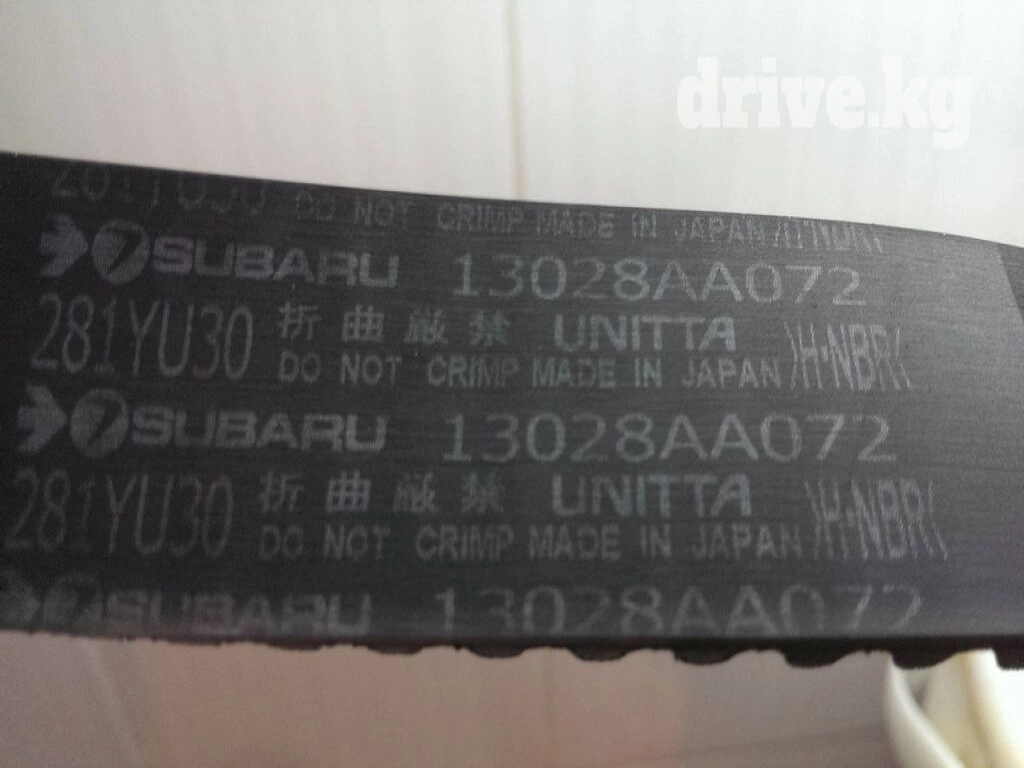 drive.kg
281YU30 DO NOT CRIMP MADE IN JAPAN
SUBARU 13028AA072
281YU30 折曲厳禁 UNITTA H・NBR
DO NOT CRIMP MADE IN JAPAN
SUBARU 13028AA072
281YU30 折曲厳禁 UNITTA H・NBR
DO NOT CRIMP MADE IN JAPAN
SUBARU 13028AA072